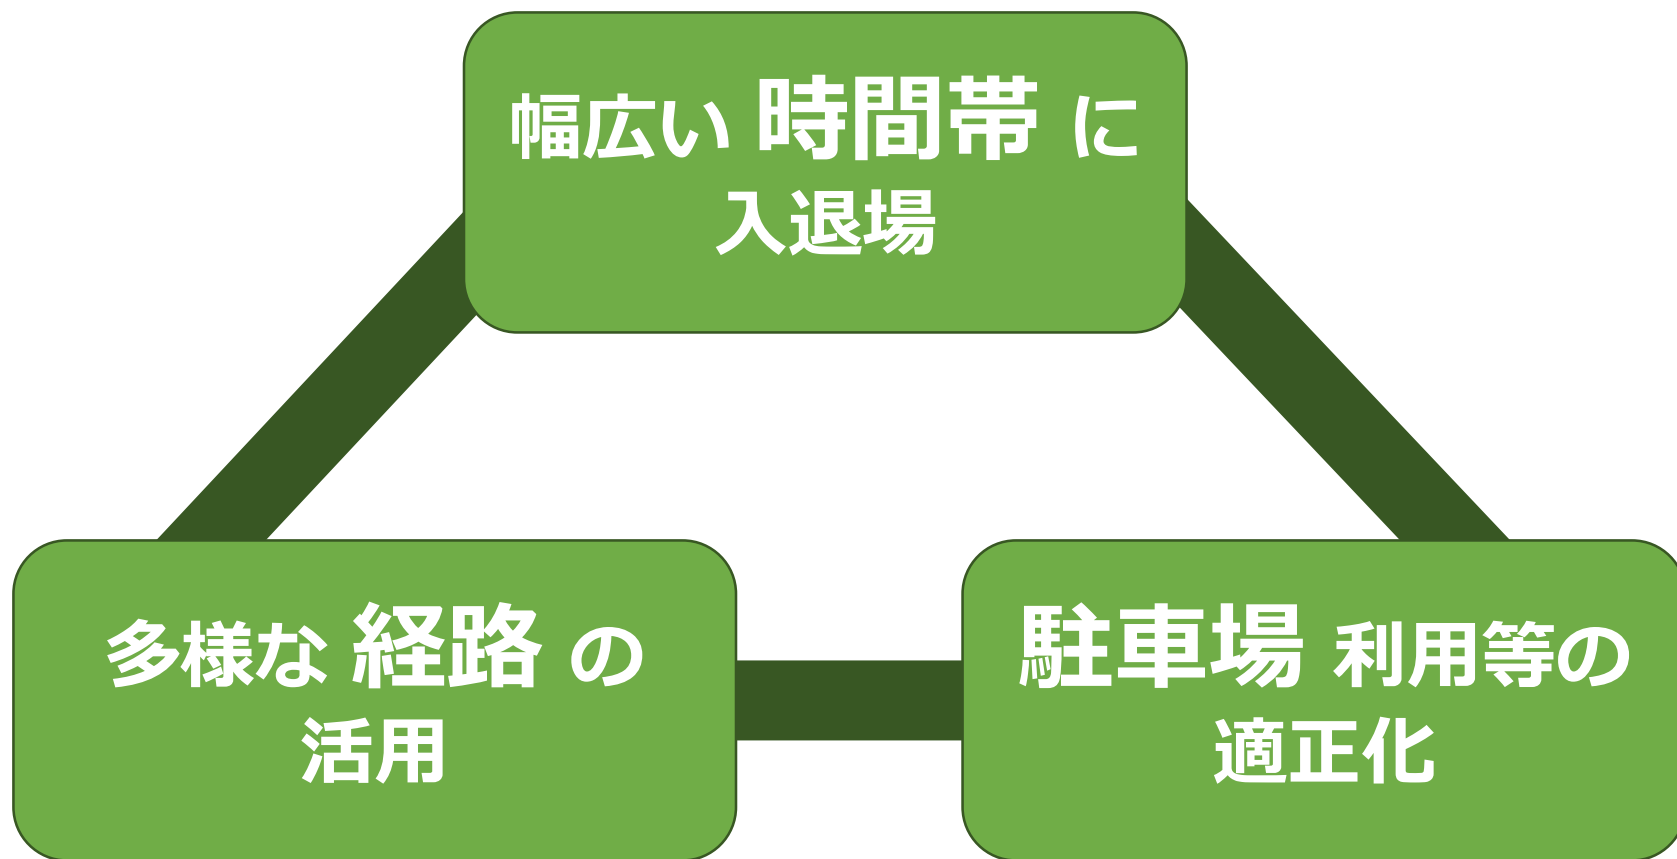 幅広い 時間帯 に
入退場
多様な 経路 の
活用
駐車場 利用等の
適正化